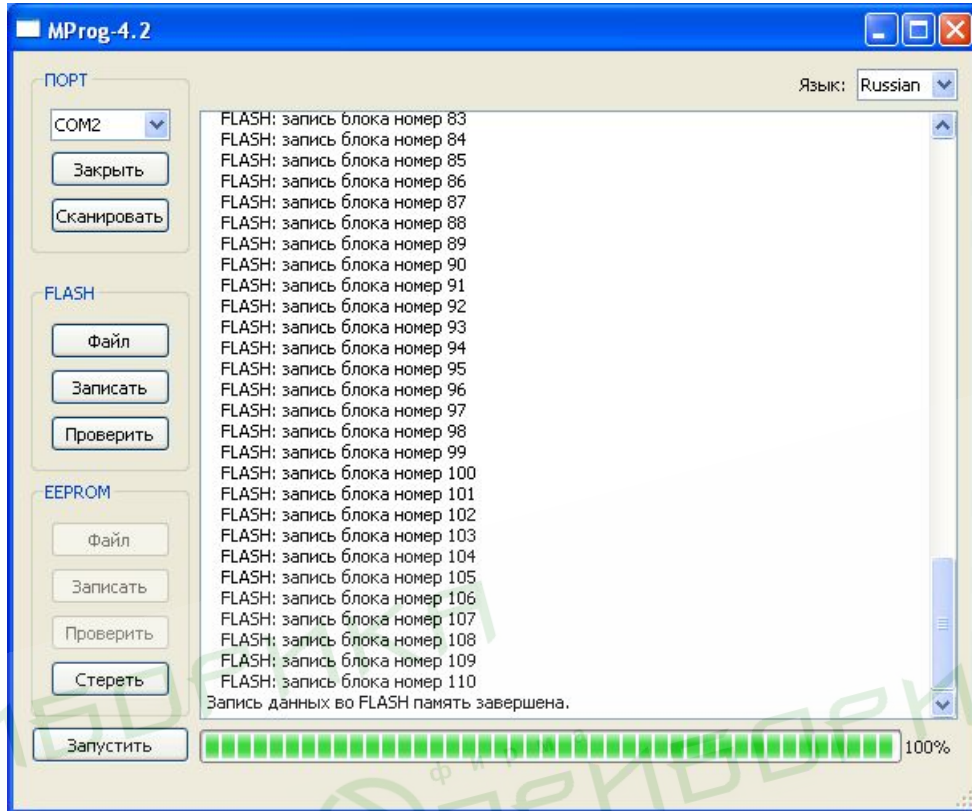 MProg-4.2
ПОРТ
Язык: Russian
COM2
Закрыть
Сканировать
FLASH
Файл
Записать
Проверить
EEPROM
Файл
Записать
Проверить
Стереть
Запустить
FLASH: запись блока номер 83
FLASH: запись блока номер 84
FLASH: запись блока номер 85
FLASH: запись блока номер 86
FLASH: запись блока номер 87
FLASH: запись блока номер 88
FLASH: запись блока номер 89
FLASH: запись блока номер 90
FLASH: запись блока номер 91
FLASH: запись блока номер 92
FLASH: запись блока номер 93
FLASH: запись блока номер 94
FLASH: запись блока номер 95
FLASH: запись блока номер 96
FLASH: запись блока номер 97
FLASH: запись блока номер 98
FLASH: запись блока номер 99
FLASH: запись блока номер 100
FLASH: запись блока номер 101
FLASH: запись блока номер 102
FLASH: запись блока номер 103
FLASH: запись блока номер 104
FLASH: запись блока номер 105
FLASH: запись блока номер 106
FLASH: запись блока номер 107
FLASH: запись блока номер 108
FLASH: запись блока номер 109
FLASH: запись блока номер 110
Запись данных во FLASH память завершена.
100%
фирма